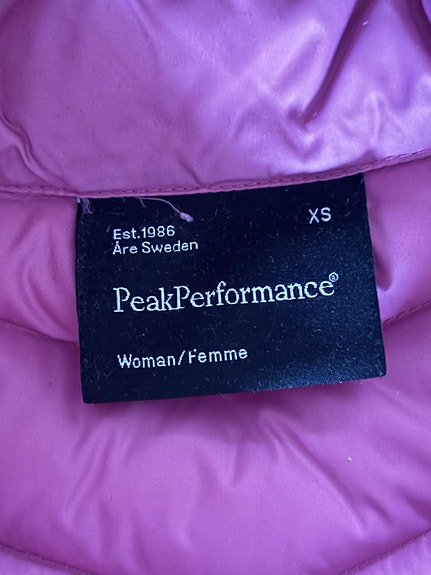 XS
Est.1986
Åre Sweden
PeakPerformance®
Woman/Femme